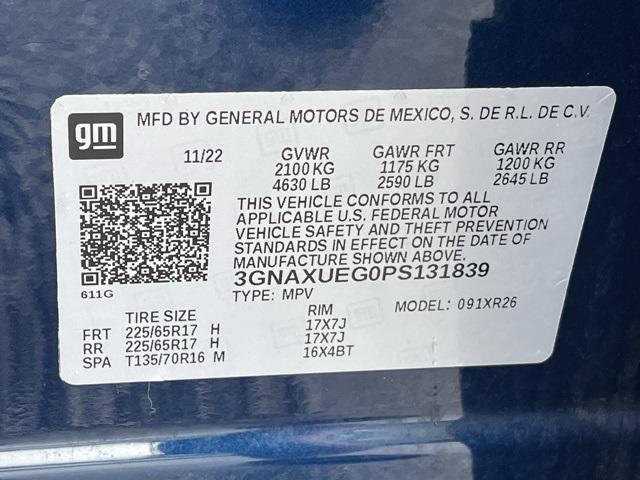 gm
MFD BY GENERAL MOTORS DE MEXICO, S. DE R.L. DE C.V.
11/22 GVWR GAWR FRT GAWR RR
2100 KG 1175 KG 1200 KG
4630 LB 2590 LB 2645 LB
THIS VEHICLE CONFORMS TO ALL
APPLICABLE U.S. FEDERAL MOTOR
VEHICLE SAFETY AND THEFT PREVENTION
STANDARDS IN EFFECT ON THE DATE OF
MANUFACTURE SHOWN ABOVE.
3GNAXUEG0PS131839
611G
TYPE: MPV MODEL: 091XR26
TIRE SIZE RIM
FRT 225/65R17 H 17X7J
RR 225/65R17 H 17X7J
SPA T135/70R16 M 16X4BT